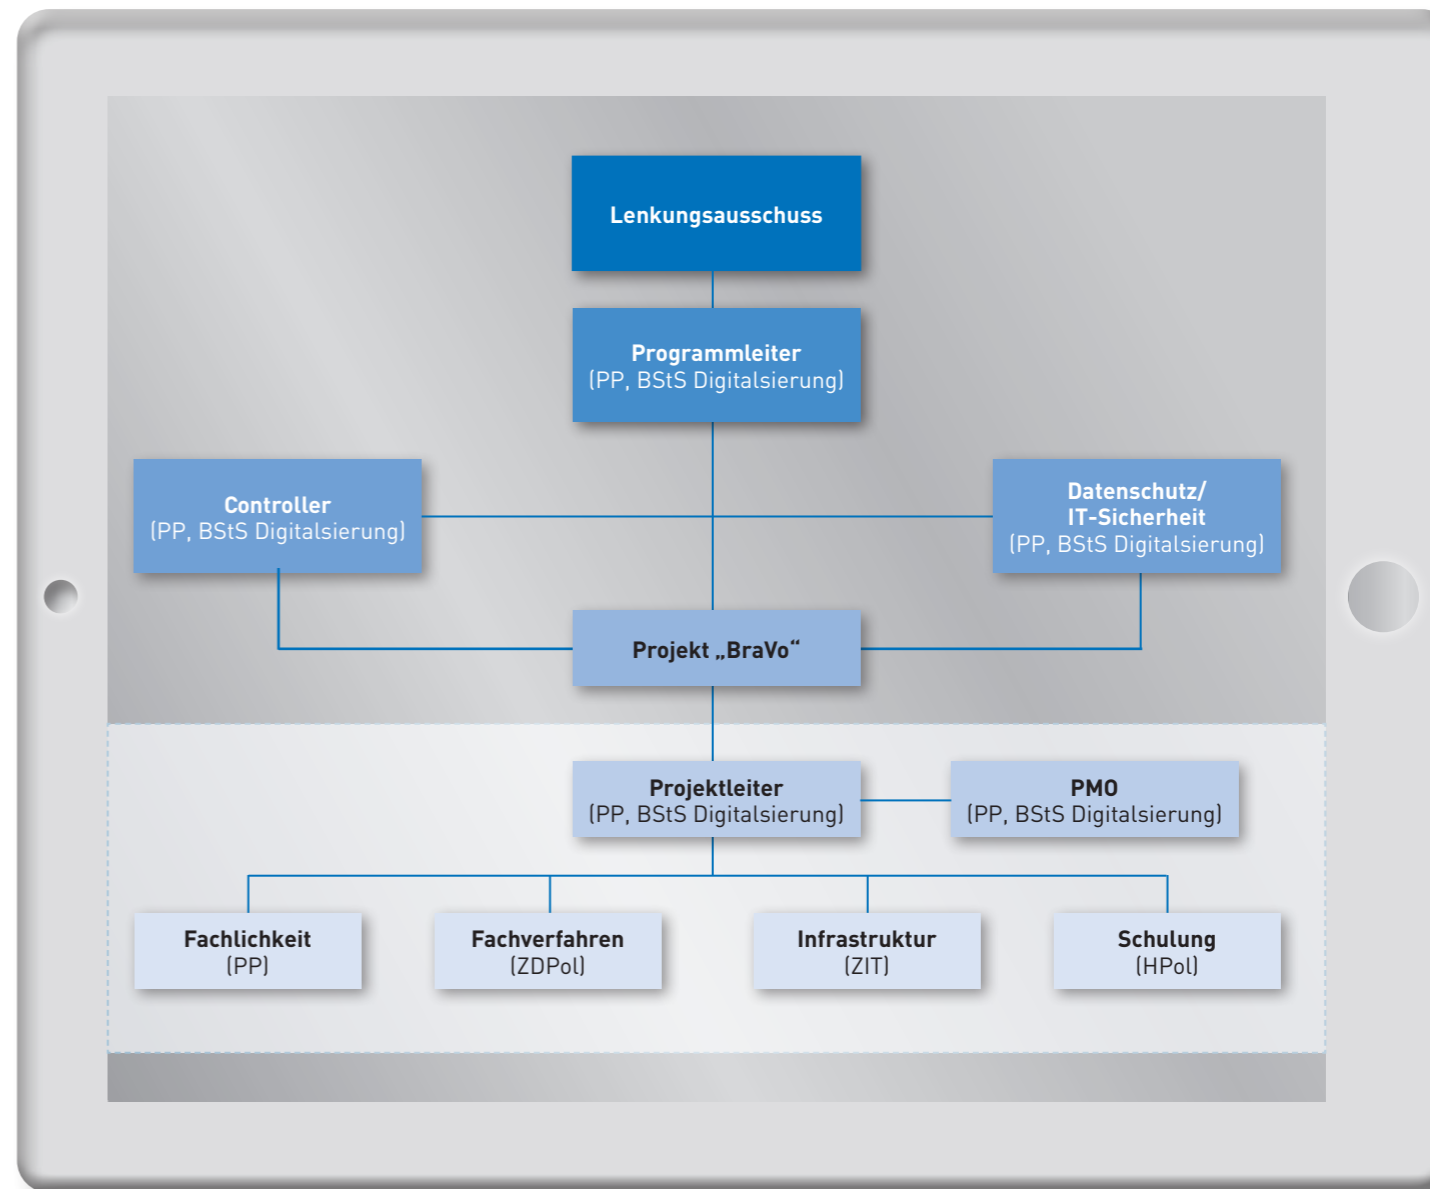 Lenkungsausschuss
Programmleiter
(PP, BStS Digitalsierung)
Controller
(PP, BStS Digitalsierung)
Datenschutz/
IT-Sicherheit
(PP, BStS Digitalsierung)
Projekt „BraVo“
Projektleiter
(PP, BStS Digitalsierung)
PMO
(PP, BStS Digitalsierung)
Fachlichkeit
(PP)
Fachverfahren
(ZDPol)
Infrastruktur
(ZIT)
Schulung
(HPol)